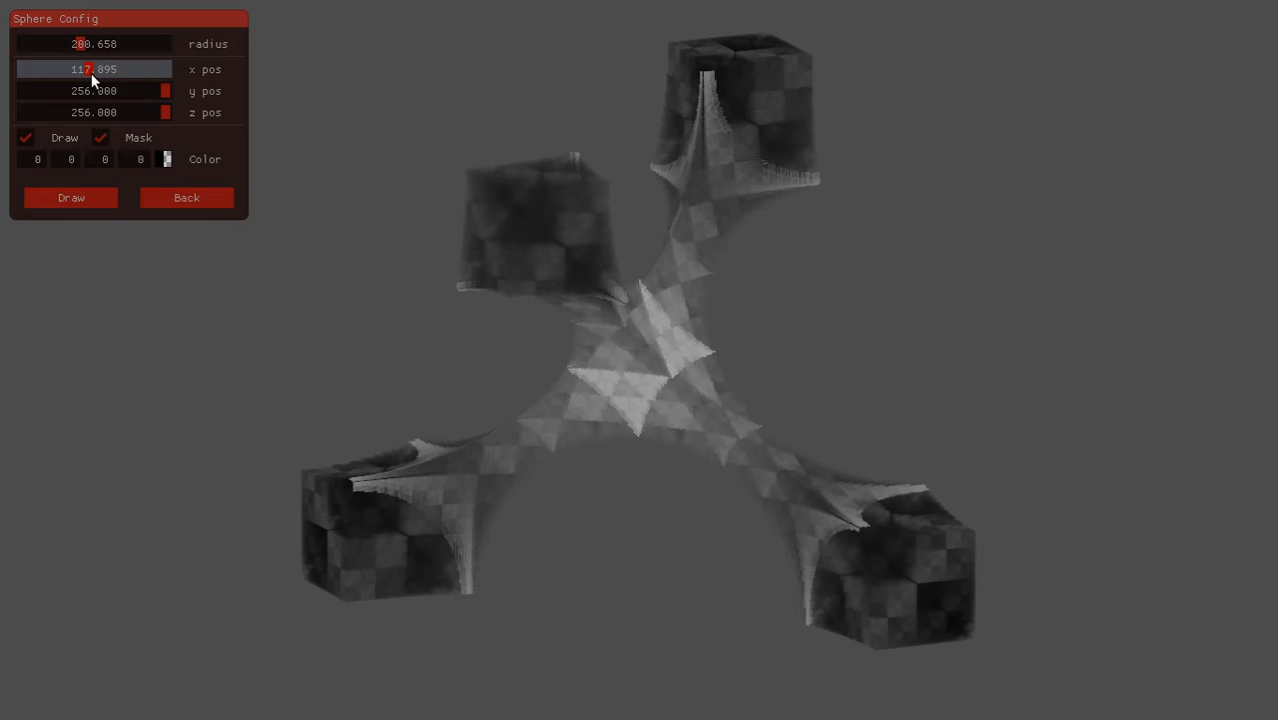 Sphere Config
200.658 radius
117.895 x pos
256.000 y pos
256.000 z pos
Draw Mask
0 0 0 0 Color
Draw Back